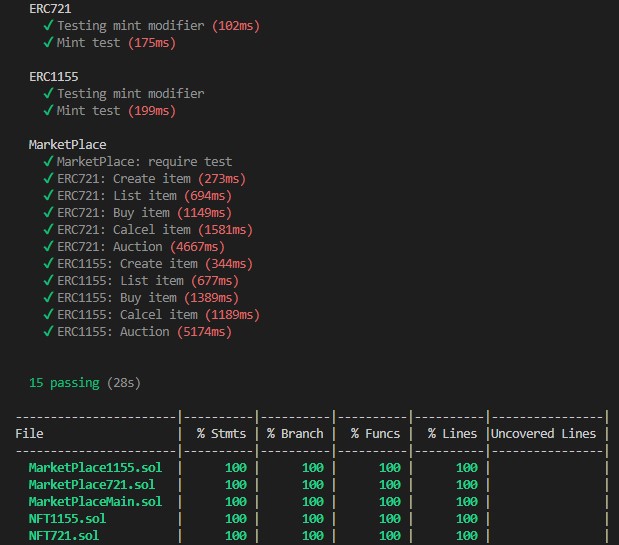 ERC721
✓ Testing mint modifier (102ms)
✓ Mint test (175ms)
ERC1155
✓ Testing mint modifier
✓ Mint test (199ms)
MarketPlace
✓ MarketPlace: require test
✓ ERC721: Create item (273ms)
✓ ERC721: List item (694ms)
✓ ERC721: Buy item (1149ms)
✓ ERC721: Calcel item (1581ms)
✓ ERC721: Auction (4667ms)
✓ ERC1155: Create item (344ms)
✓ ERC1155: List item (677ms)
✓ ERC1155: Buy item (1389ms)
✓ ERC1155: Calcel item (1189ms)
✓ ERC1155: Auction (5174ms)
15 passing (28s)
----------------------|----------|----------|----------|----------|----------------|
File | % Stmts | % Branch | % Funcs | % Lines |Uncovered Lines |
----------------------|----------|----------|----------|----------|----------------|
MarketPlace1155.sol | 100 | 100 | 100 | 100 | |
MarketPlace721.sol | 100 | 100 | 100 | 100 | |
MarketPlaceMain.sol | 100 | 100 | 100 | 100 | |
NFT1155.sol | 100 | 100 | 100 | 100 | |
NFT721.sol | 100 | 100 | 100 | 100 | |